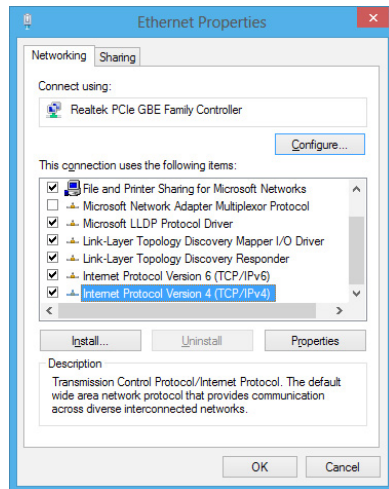 Ethernet Properties
Networking
Sharing
Connect using:
Realtek PCIe GBE Family Controller
Configure...
This connection uses the following items:
File and Printer Sharing for Microsoft Networks
Microsoft Network Adapter Multiplexor Protocol
Microsoft LLDP Protocol Driver
Link-Layer Topology Discovery Mapper I/O Driver
Link-Layer Topology Discovery Responder
Internet Protocol Version 6 (TCP/IPv6)
Internet Protocol Version 4 (TCP/IPv4)
Install...
Uninstall
Properties
Description
Transmission Control Protocol/Internet Protocol. The default
wide area network protocol that provides communication
across diverse interconnected networks.
OK
Cancel